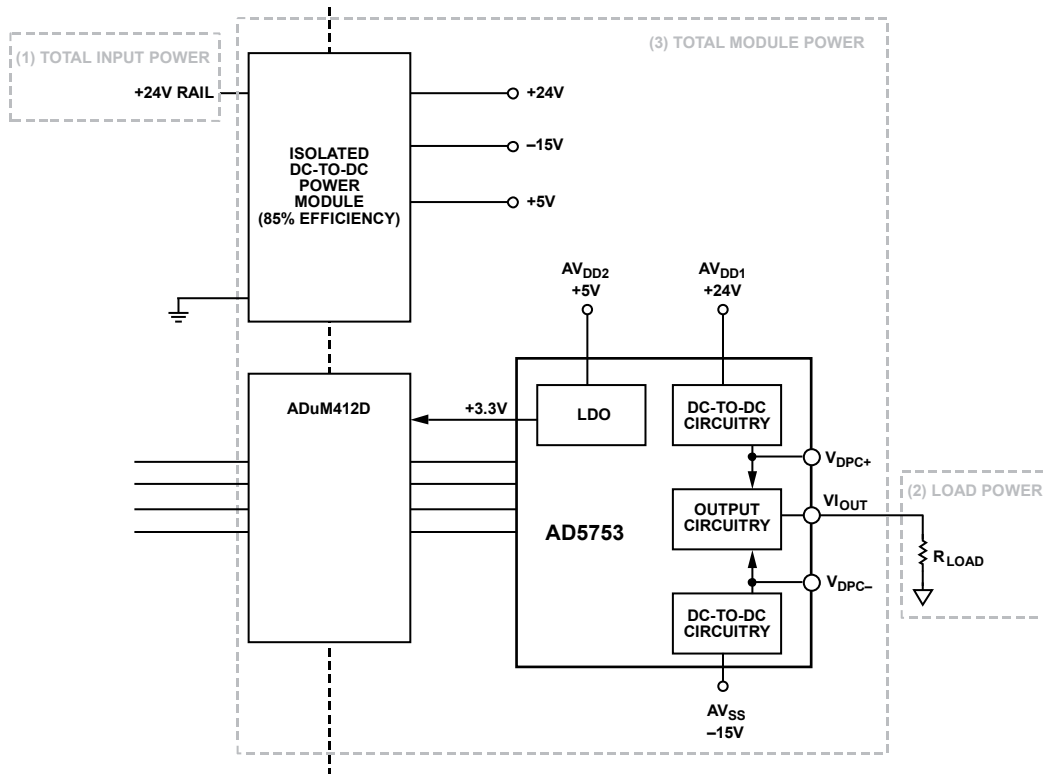 (1) TOTAL INPUT POWER
(3) TOTAL MODULE POWER
+24V RAIL
ISOLATED
DC-TO-DC
POWER
MODULE
(85% EFFICIENCY)
+24V
–15V
+5V
AVDD2
+5V
AVDD1
+24V
ADuM412D
+3.3V
LDO
DC-TO-DC
CIRCUITRY
VDPC+
(2) LOAD POWER
AD5753
OUTPUT
CIRCUITRY
VIOUT
RLOAD
VDPC–
DC-TO-DC
CIRCUITRY
AVSS
–15V